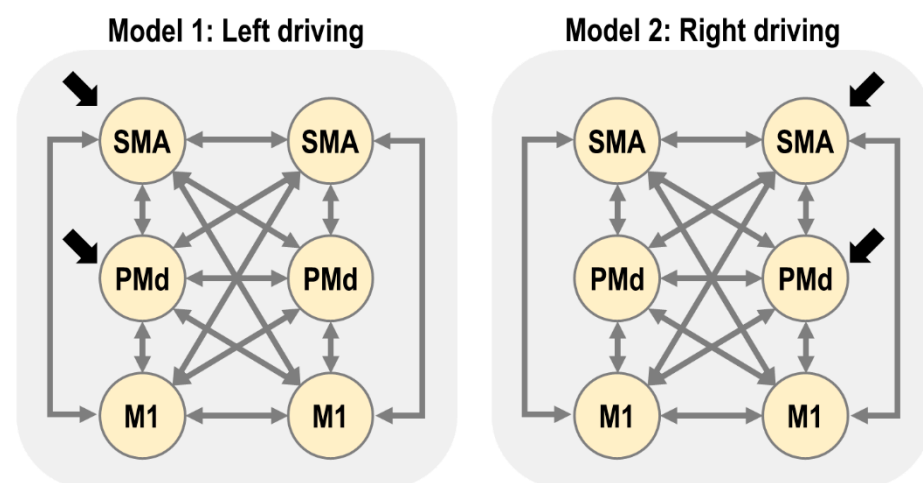 Model 1: Left driving
Model 2: Right driving
SMA SMA
SMA SMA
PMd PMd
PMd PMd
M1 M1
M1 M1